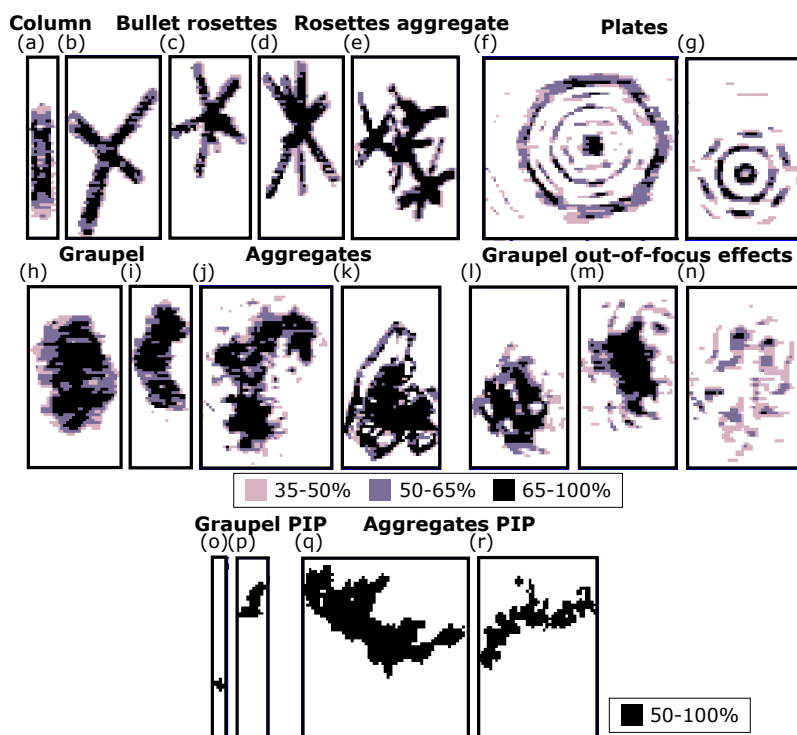 Column Bullet rosettes Rosettes aggregate Plates
(a) (b) (c) (d) (e) (f) (g)
Graupel Aggregates Graupel out-of-focus effects
(h) (i) (j) (k) (l) (m) (n)
35-50% 50-65% 65-100%
Graupel PIP Aggregates PIP
(o) (p) (q) (r)
50-100%